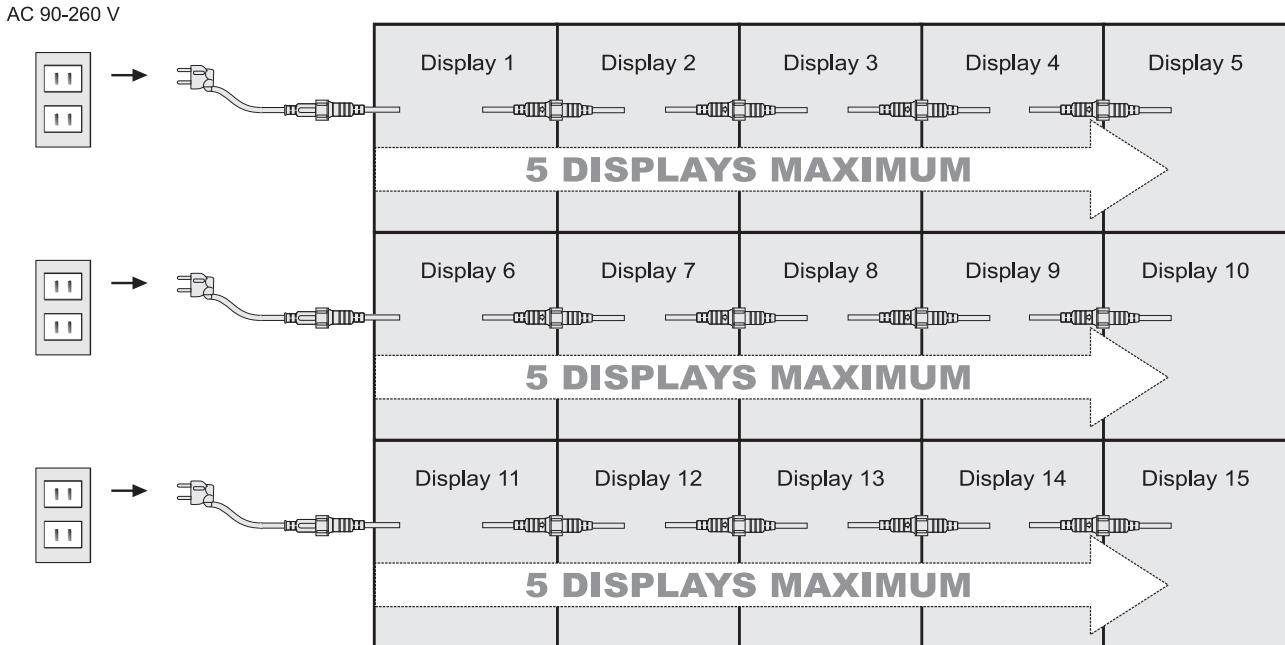 AC 90-260 V
Display 1 Display 2 Display 3 Display 4 Display 5
5 DISPLAYS MAXIMUM
Display 6 Display 7 Display 8 Display 9 Display 10
5 DISPLAYS MAXIMUM
Display 11 Display 12 Display 13 Display 14 Display 15
5 DISPLAYS MAXIMUM